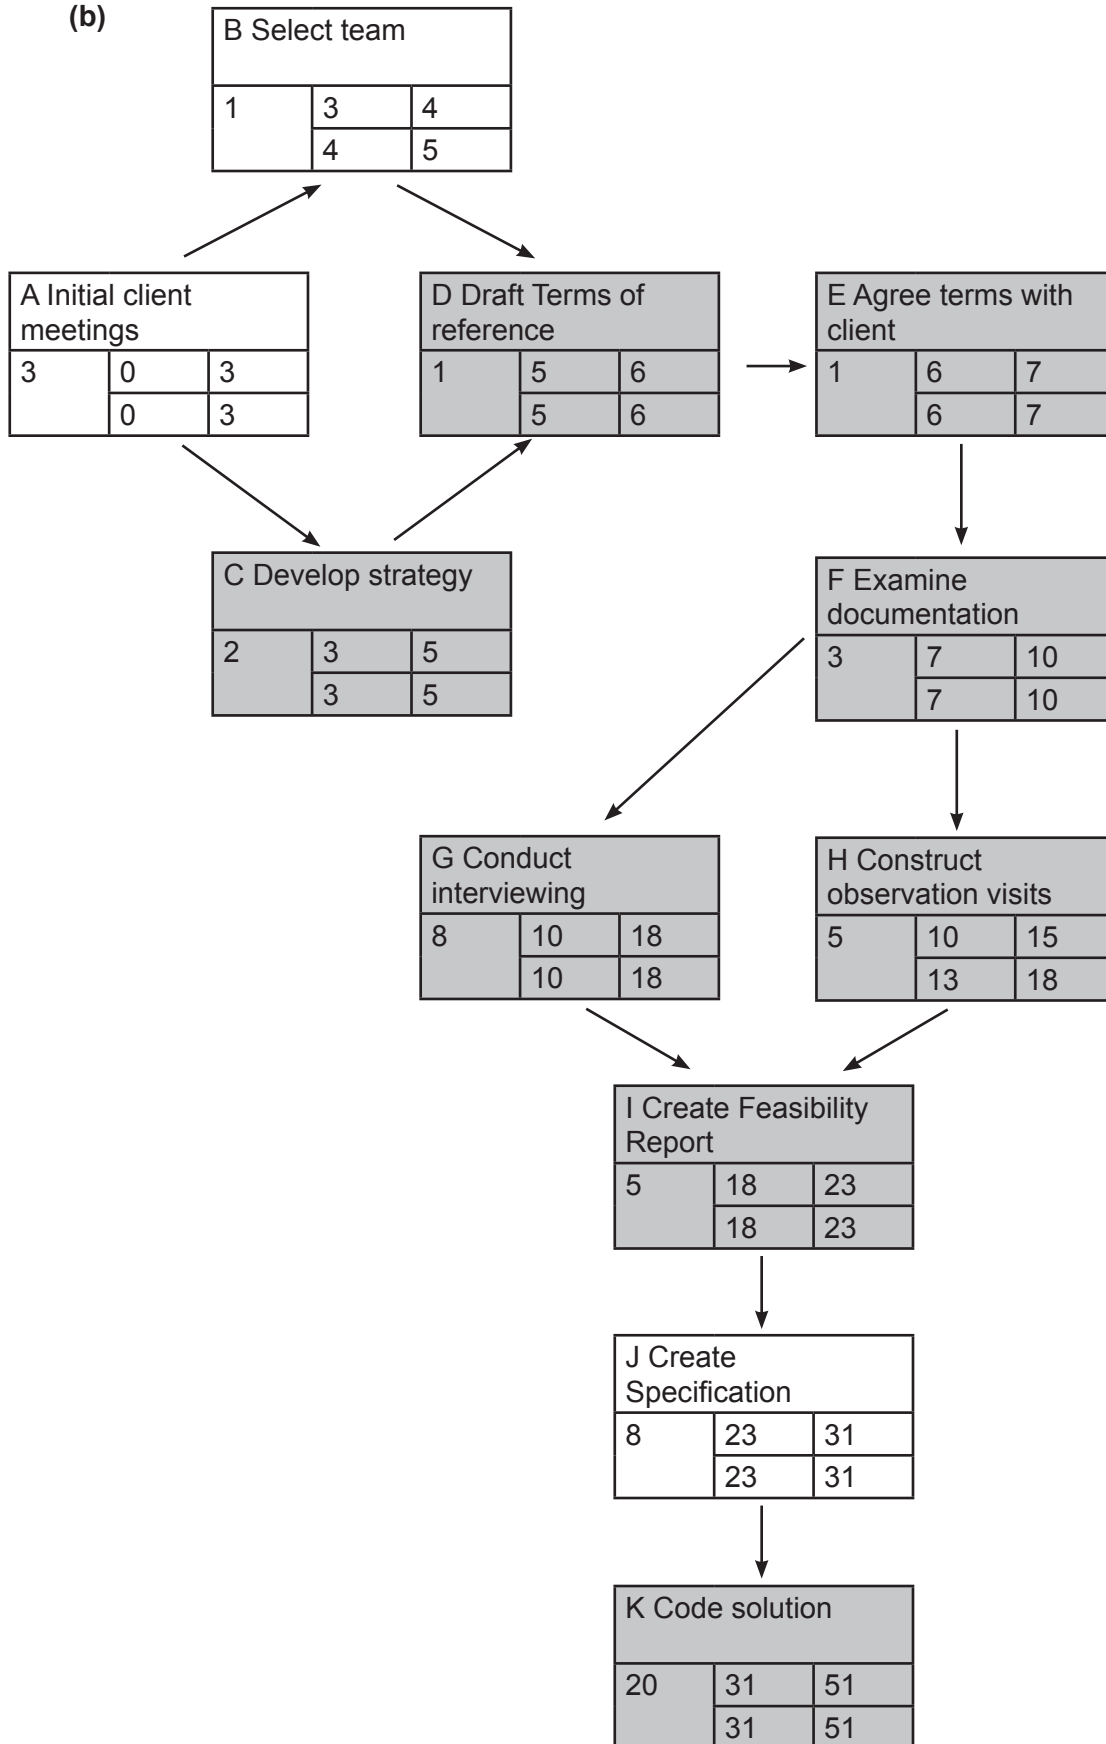 (b)
B Select team
1 3 4
4 5
A Initial client
meetings
3 0 3
0 3
D Draft Terms of
reference
1 5 6
5 6
E Agree terms with
client
1 6 7
6 7
C Develop strategy
2 3 5
3 5
F Examine
documentation
3 7 10
7 10
G Conduct
interviewing
8 10 18
10 18
H Construct
observation visits
5 10 15
13 18
I Create Feasibility
Report
5 18 23
18 23
J Create
Specification
8 23 31
23 31
K Code solution
20 31 51
31 51